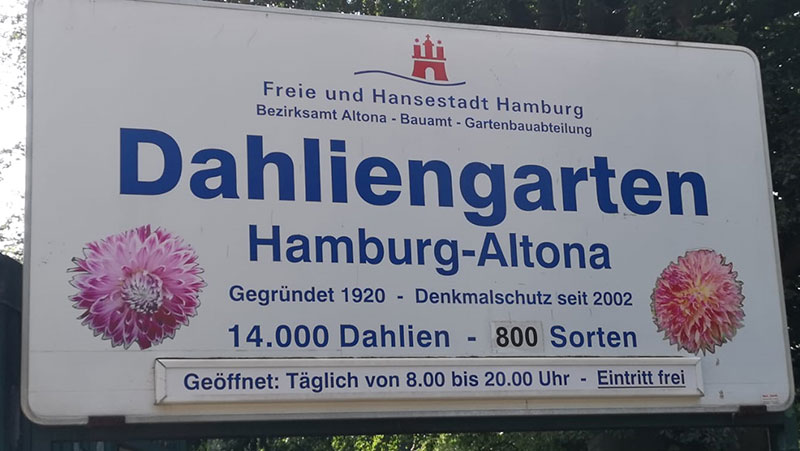 Freie und Hansestadt Hamburg
Bezirksamt Altona - Bauamt - Gartenbauabteilung
Dahliengarten
Hamburg-Altona
Gegründet 1920 - Denkmalschutz seit 2002
14.000 Dahlien - 800 Sorten
Geöffnet: Täglich von 8.00 bis 20.00 Uhr - Eintritt frei